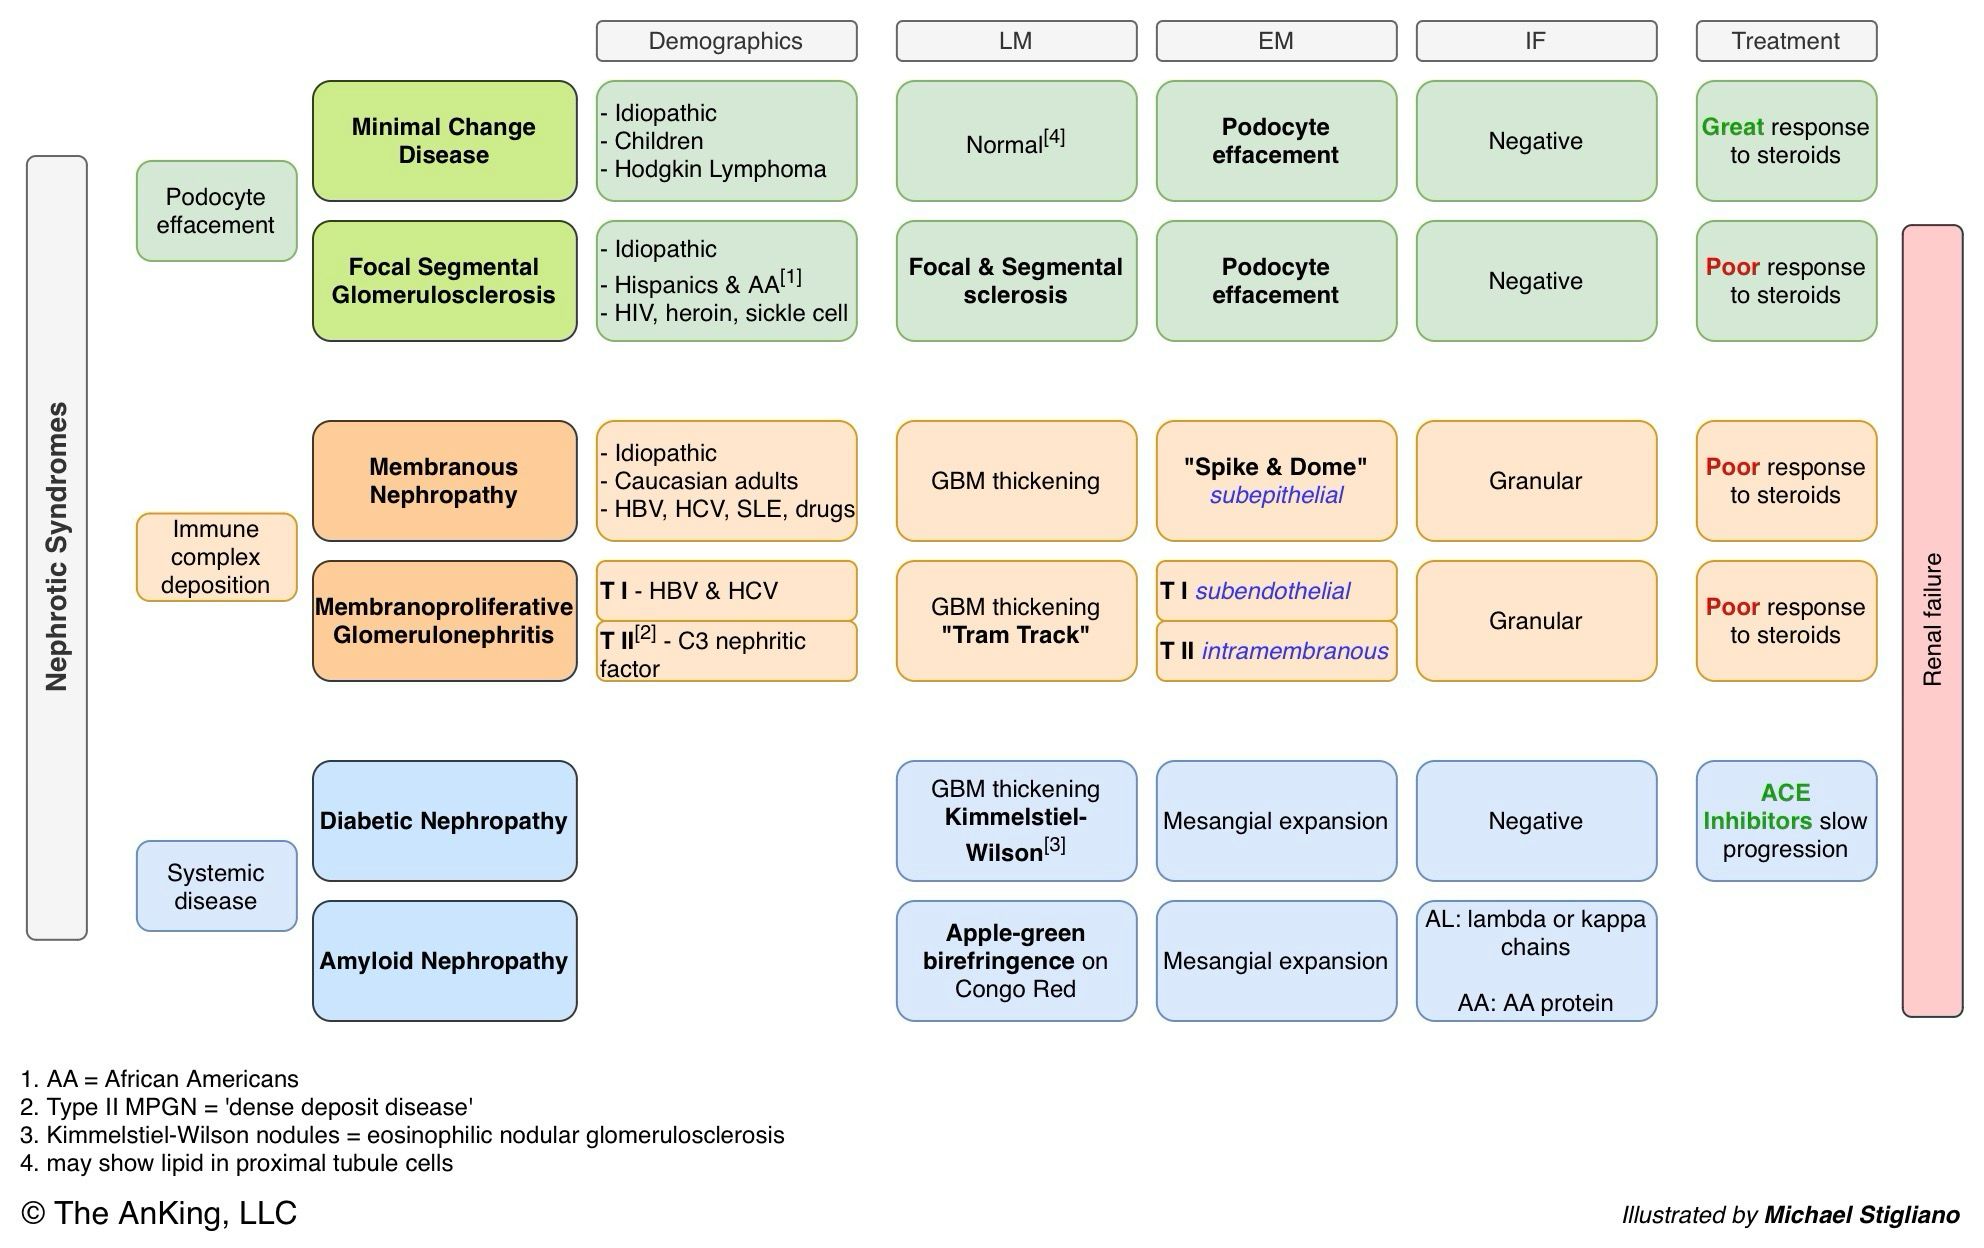 Demographics
LM
EM
IF
Treatment
Nephrotic Syndromes
Podocyte
effacement
Minimal Change
Disease
- Idiopathic
- Children
- Hodgkin Lymphoma
Normal[4]
Podocyte
effacement
Negative
Great response
to steroids
Focal Segmental
Glomerulosclerosis
- Idiopathic
- Hispanics & AA[1]
- HIV, heroin, sickle cell
Focal & Segmental
sclerosis
Podocyte
effacement
Negative
Poor response
to steroids
Immune
complex
deposition
Membranous
Nephropathy
- Idiopathic
- Caucasian adults
- HBV, HCV, SLE, drugs
GBM thickening
"Spike & Dome"
subepithelial
Granular
Poor response
to steroids
Membranoproliferative
Glomerulonephritis
T I - HBV & HCV
T II[2] - C3 nephritic
factor
GBM thickening
"Tram Track"
T I subendothelial
T II intramembranous
Granular
Poor response
to steroids
Systemic
disease
Diabetic Nephropathy
GBM thickening
Kimmelstiel-
Wilson[3]
Mesangial expansion
Negative
ACE
Inhibitors slow
progression
Amyloid Nephropathy
Apple-green
birefringence on
Congo Red
Mesangial expansion
AL: lambda or kappa
chains
AA: AA protein
Renal failure
1. AA = African Americans
2. Type II MPGN = 'dense deposit disease'
3. Kimmelstiel-Wilson nodules = eosinophilic nodular glomerulosclerosis
4. may show lipid in proximal tubule cells
© The AnKing, LLC
Illustrated by Michael Stigliano